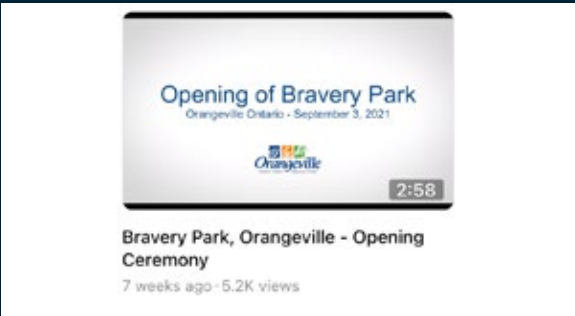 Opening of Bravery Park
Orangeville Ontario - September 3, 2021
Orangeville
2:58
Bravery Park, Orangeville - Opening
Ceremony
7 weeks ago · 5.2K views